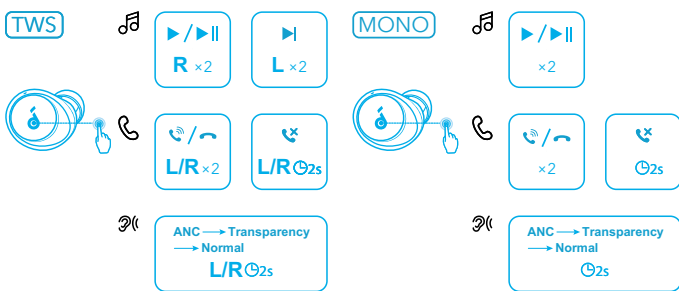 TWS
R ×2
L ×2
L/R ×2
L/R 2s
ANC → Transparency
→ Normal
L/R 2s
MONO
×2
×2
2s
ANC → Transparency
→ Normal
2s